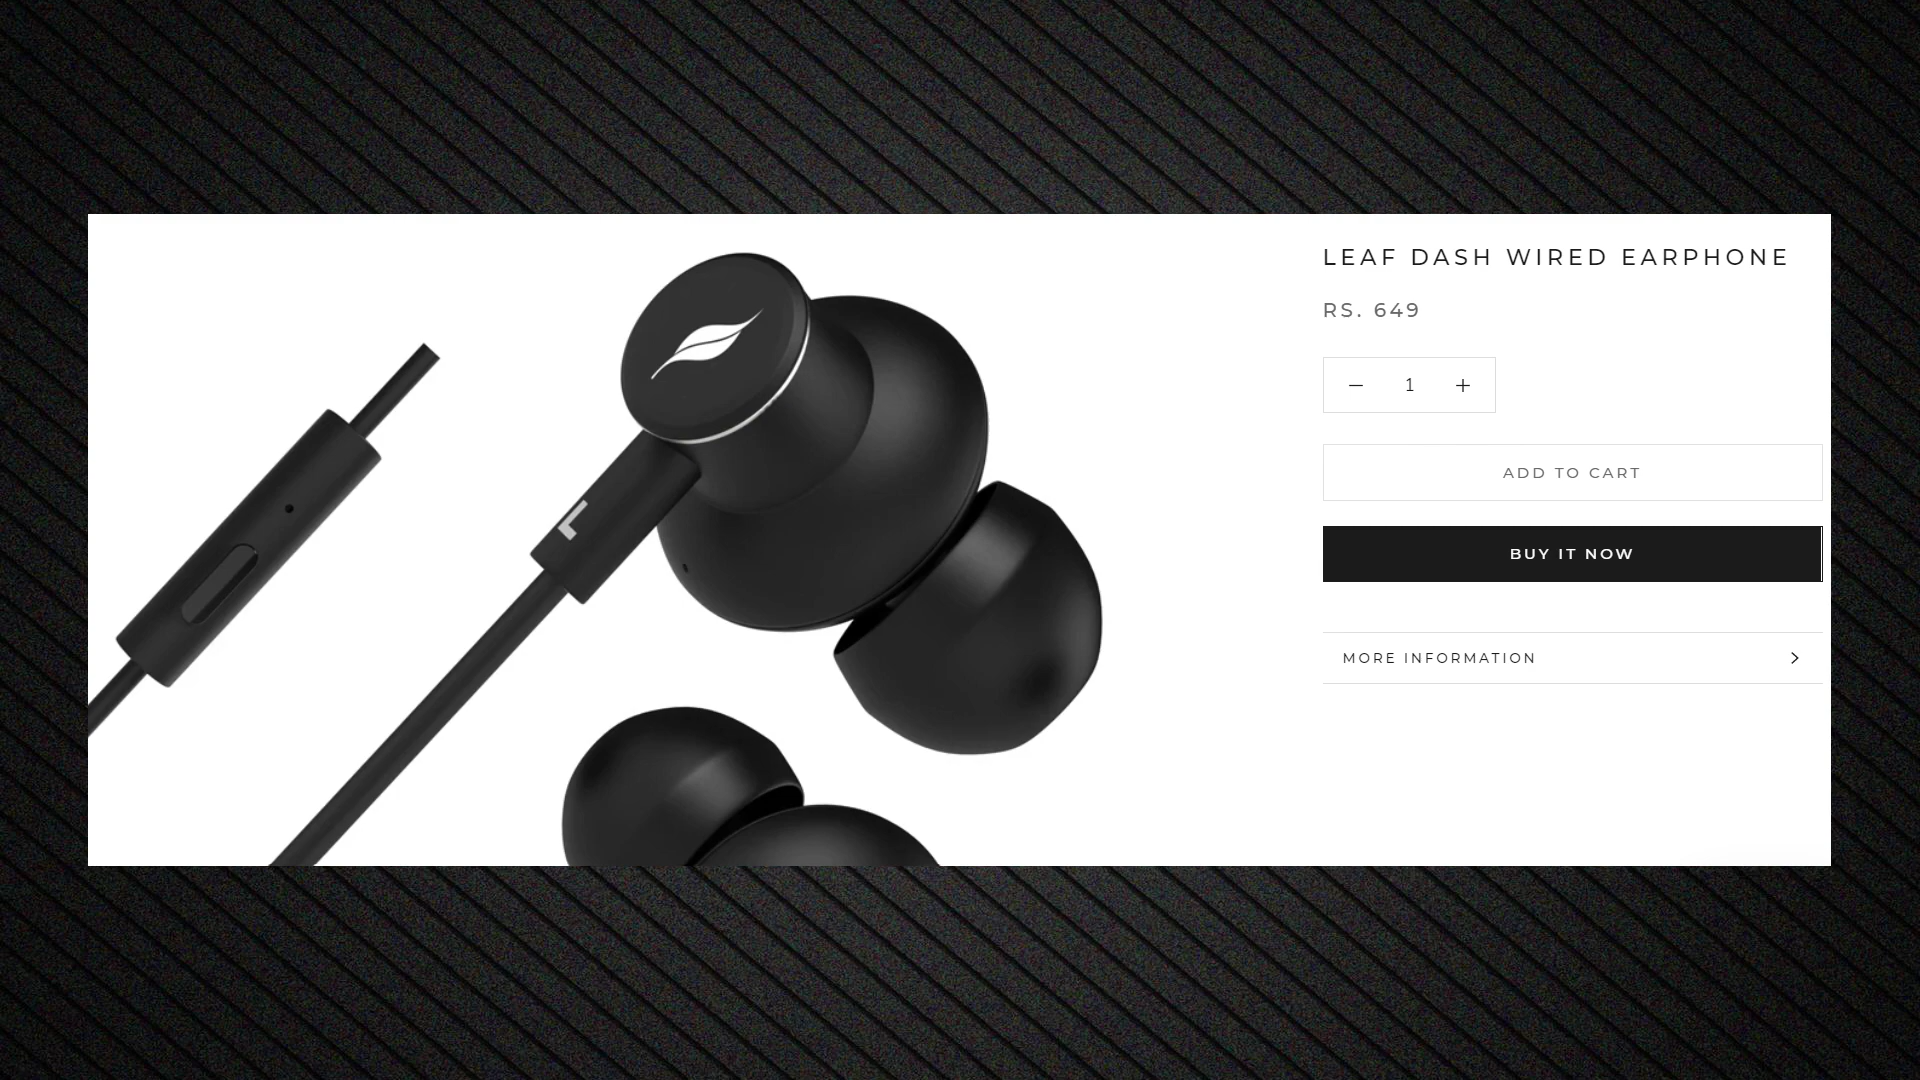 LEAF DASH WIRED EARPHONE
RS. 649
− 1 +
ADD TO CART
BUY IT NOW
MORE INFORMATION
L